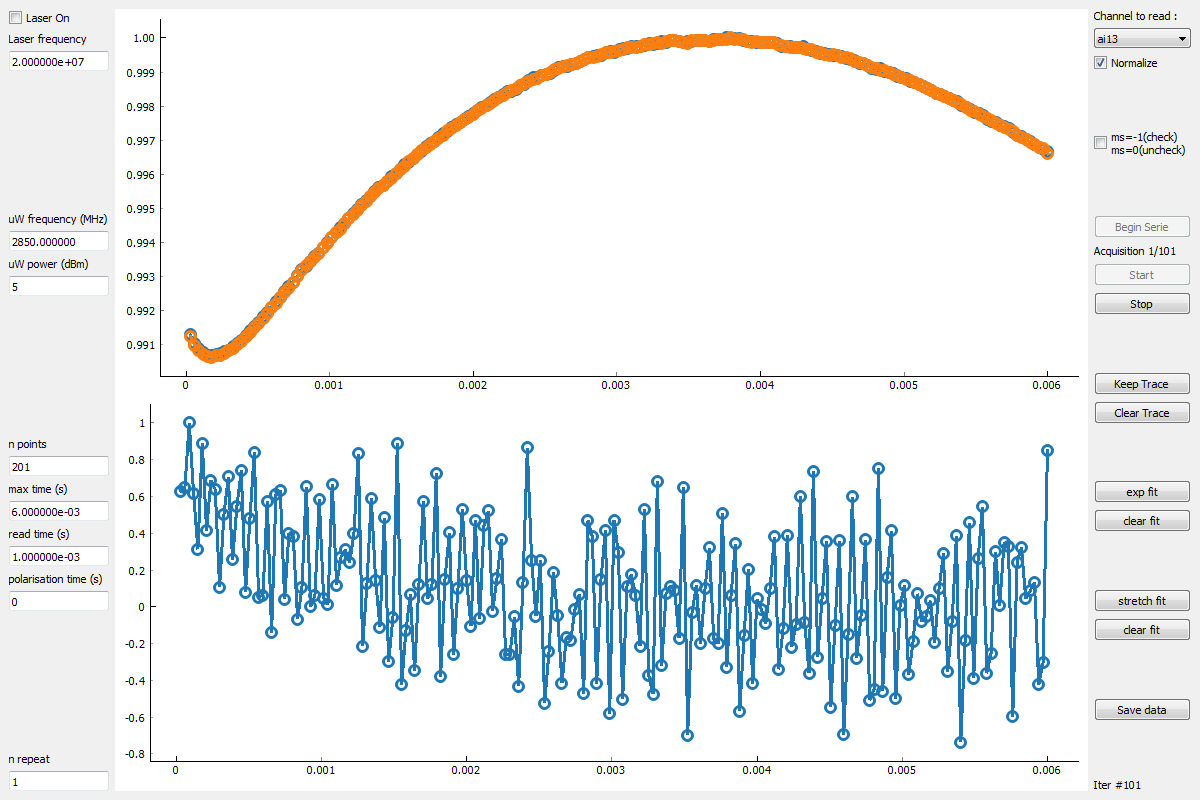 Laser On
Laser frequency
2.000000e+07
uW frequency (MHz)
2850.000000
uW power (dBm)
5
n points
201
max time (s)
6.000000e-03
read time (s)
1.000000e-03
polarisation time (s)
0
n repeat
1
1.00
0.999
0.998
0.997
0.996
0.995
0.994
0.993
0.992
0.991
0 0.001 0.002 0.003 0.004 0.005 0.006
1
0.8
0.6
0.4
0.2
0
-0.2
-0.4
-0.6
-0.8
0 0.001 0.002 0.003 0.004 0.005 0.006
Channel to read :
ai13
Normalize
ms=-1(check)
ms=0(uncheck)
Begin Serie
Acquisition 1/101
Start
Stop
Keep Trace
Clear Trace
exp fit
clear fit
stretch fit
clear fit
Save data
Iter #101